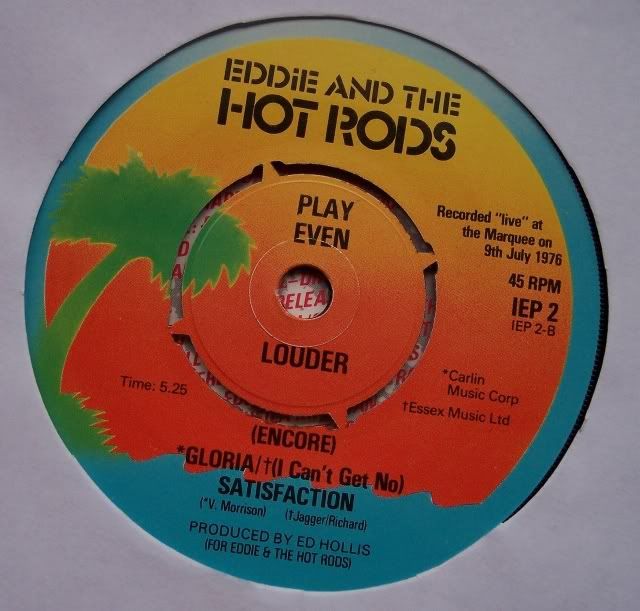 EDDiE AND THE
HOT RODS
PLAY
EVEN
Recorded "live" at
the Marquee on
9th July 1976
45 RPM
IEP 2
IEP 2-B
LOUDER
Time: 5.25
*Carlin
Music Corp
†Essex Music Ltd
(ENCORE)
*GLORIA/†(I Can't Get No)
SATISFACTION
(*V. Morrison) (†Jagger/Richard)
PRODUCED BY ED HOLLIS
(FOR EDDIE & THE HOT RODS)